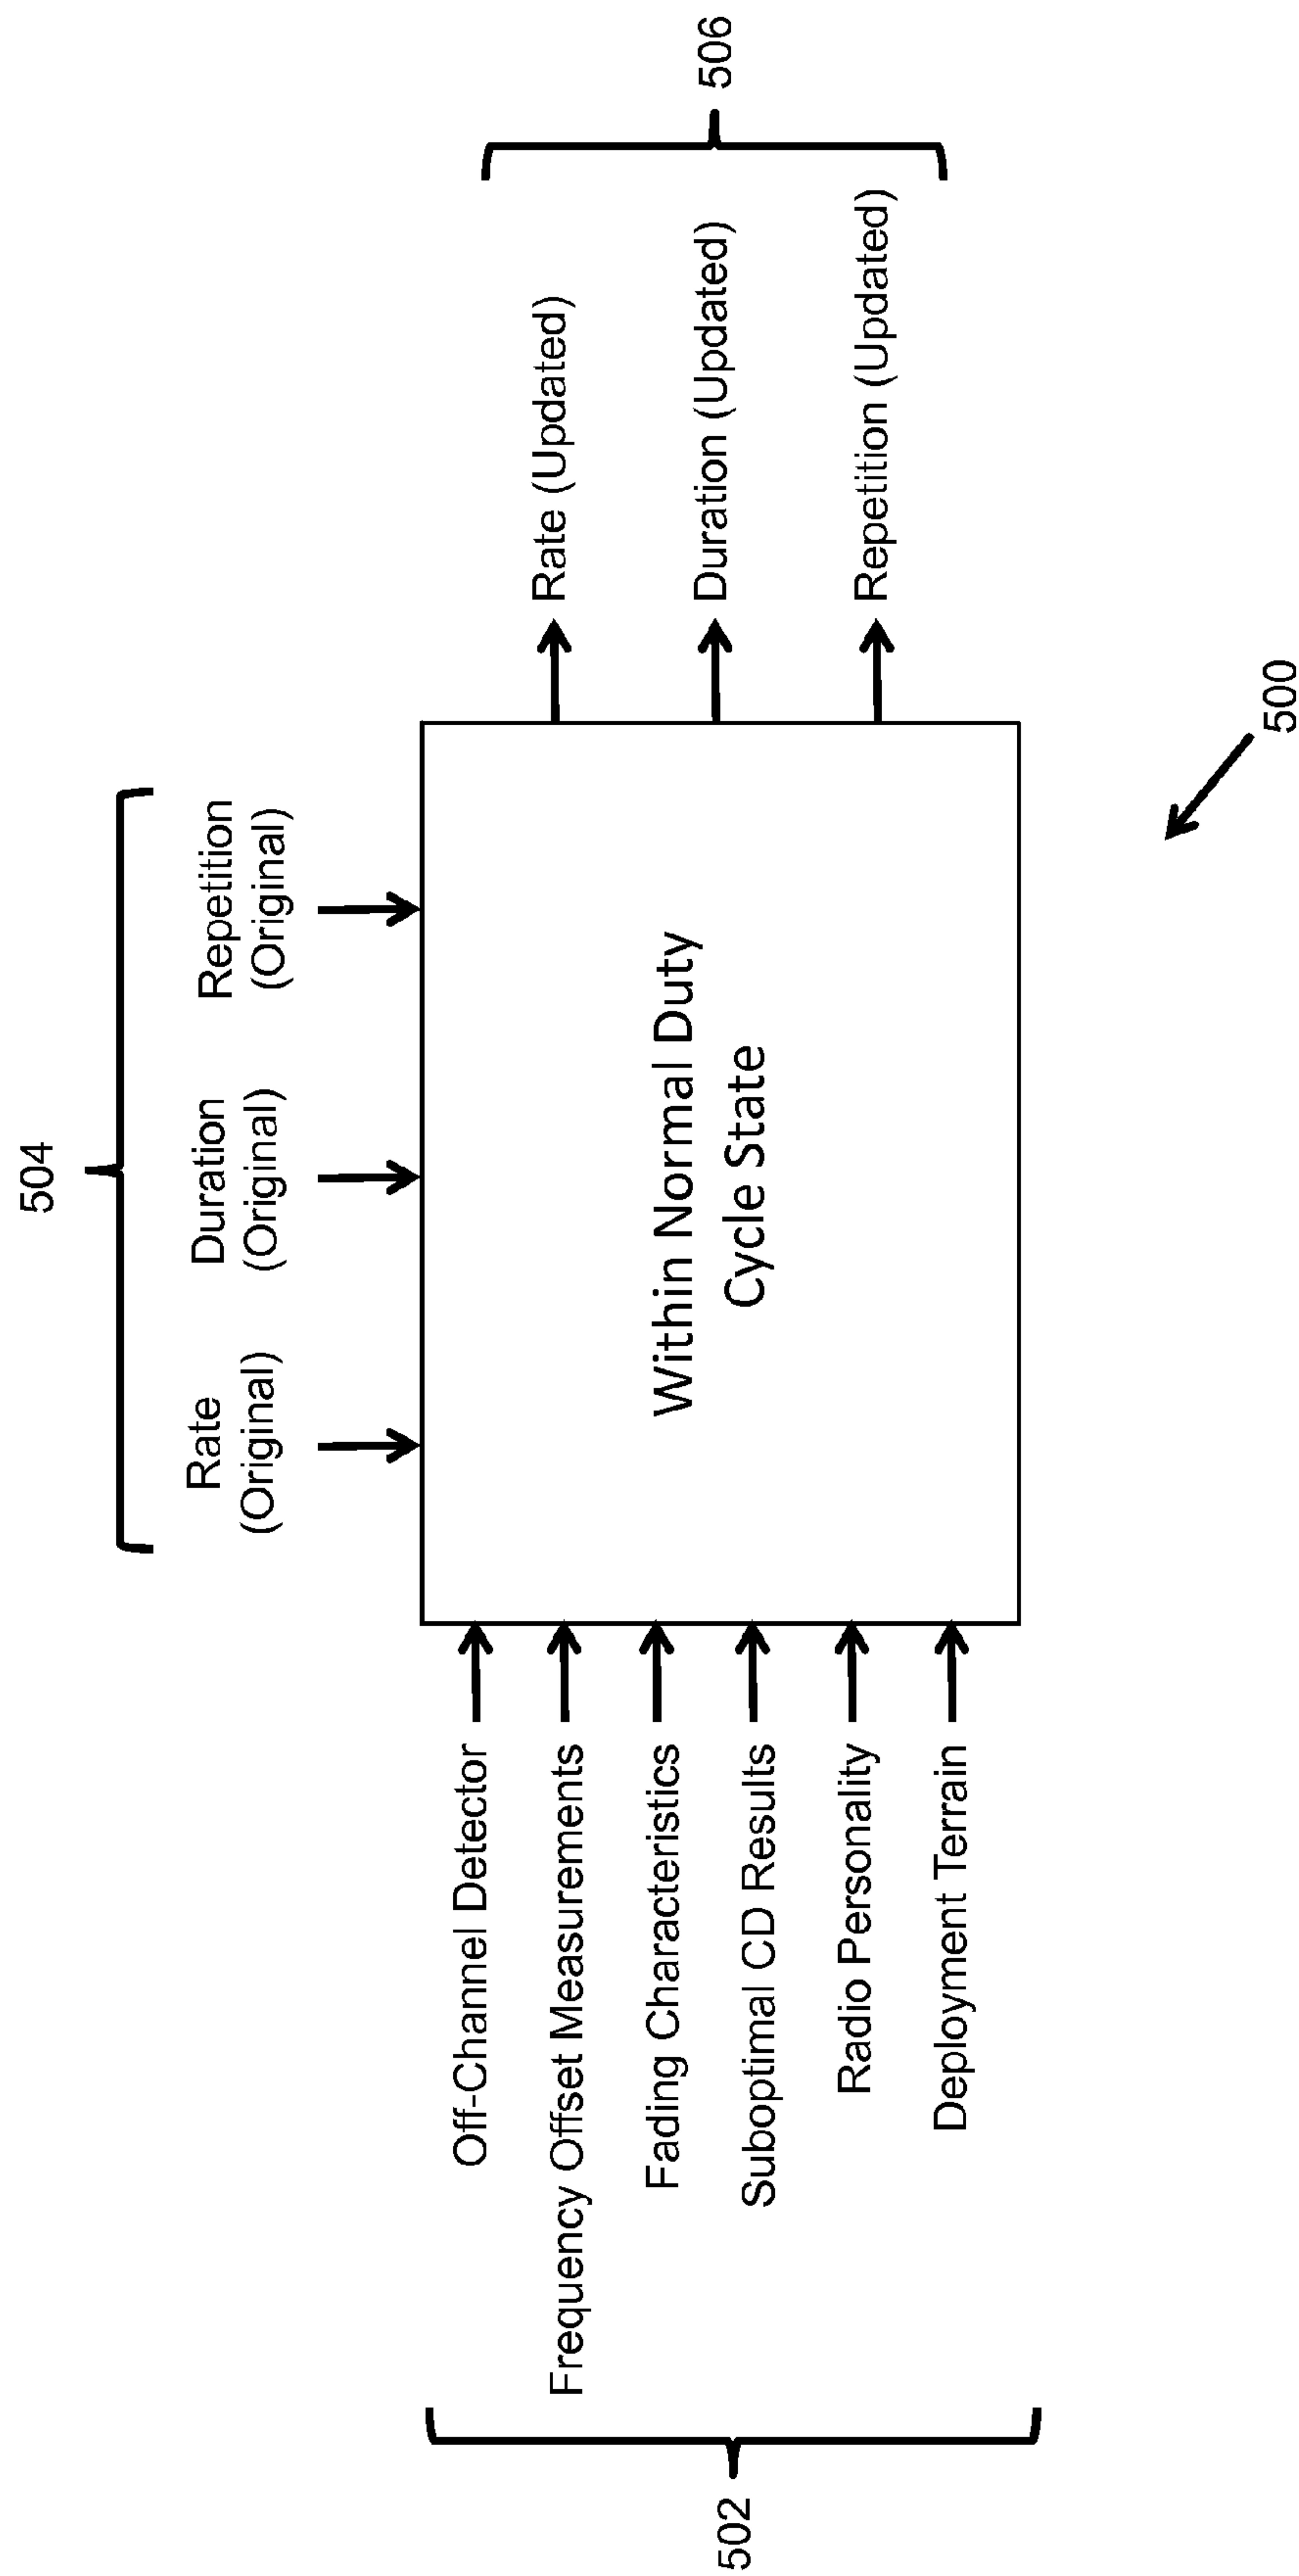 504
Rate
(Original)
Duration
(Original)
Repetition
(Original)
502
Off-Channel Detector
Frequency Offset Measurements
Fading Characteristics
Suboptimal CD Results
Radio Personality
Deployment Terrain
Within Normal Duty
Cycle State
Rate (Updated)
Duration (Updated)
Repetition (Updated)
506
500